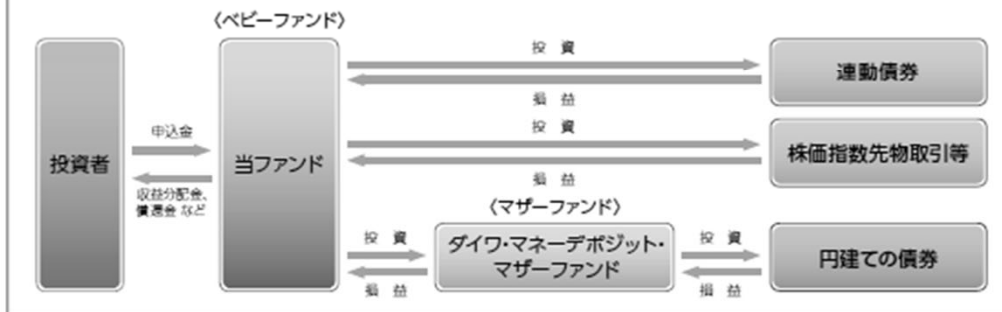 〈ベビーファンド〉
投資者
申込金
収益分配金、
償還金 など
当ファンド
投 資
損 益
連動債券
投 資
損 益
株価指数先物取引等
〈マザーファンド〉
投 資
損 益
ダイワ・マネーデポジット・
マザーファンド
投 資
損 益
円建ての債券